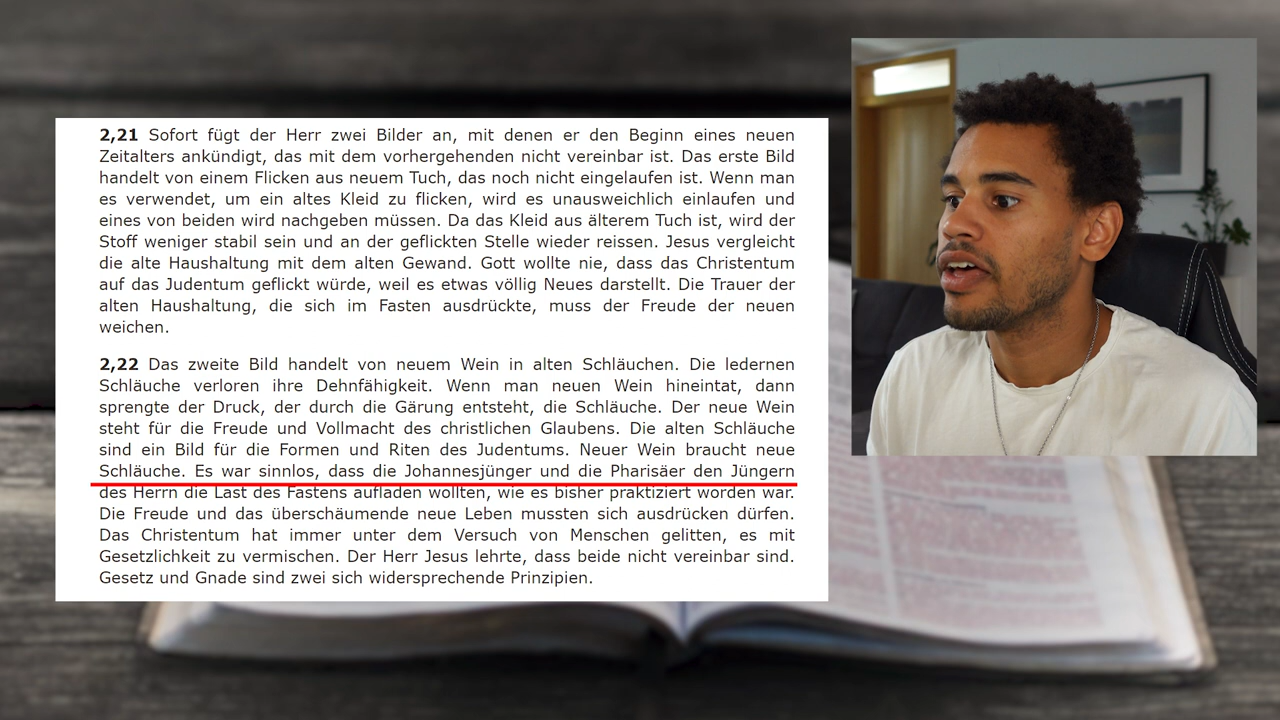 2,21 Sofort fügt der Herr zwei Bilder an, mit denen er den Beginn eines neuen
Zeitalters ankündigt, das mit dem vorhergehenden nicht vereinbar ist. Das erste Bild
handelt von einem Flicken aus neuem Tuch, das noch nicht eingelaufen ist. Wenn man
es verwendet, um ein altes Kleid zu flicken, wird es unausweichlich einlaufen und
eines von beiden wird nachgeben müssen. Da das Kleid aus älterem Tuch ist, wird der
Stoff weniger stabil sein und an der geflickten Stelle wieder reissen. Jesus vergleicht
die alte Haushaltung mit dem alten Gewand. Gott wollte nie, dass das Christentum
auf das Judentum geflickt würde, weil es etwas völlig Neues darstellt. Die Trauer der
alten Haushaltung, die sich im Fasten ausdrückte, muss der Freude der neuen
weichen.
2,22 Das zweite Bild handelt von neuem Wein in alten Schläuchen. Die ledernen
Schläuche verloren ihre Dehnfähigkeit. Wenn man neuen Wein hineintat, dann
sprengte der Druck, der durch die Gärung entsteht, die Schläuche. Der neue Wein
steht für die Freude und Vollmacht des christlichen Glaubens. Die alten Schläuche
sind ein Bild für die Formen und Riten des Judentums. Neuer Wein braucht neue
Schläuche. Es war sinnlos, dass die Johannesjünger und die Pharisäer den Jüngern
des Herrn die Last des Fastens aufladen wollten, wie es bisher praktiziert worden war.
Die Freude und das überschäumende neue Leben mussten sich ausdrücken dürfen.
Das Christentum hat immer unter dem Versuch von Menschen gelitten, es mit
Gesetzlichkeit zu vermischen. Der Herr Jesus lehrte, dass beide nicht vereinbar sind.
Gesetz und Gnade sind zwei sich widersprechende Prinzipien.